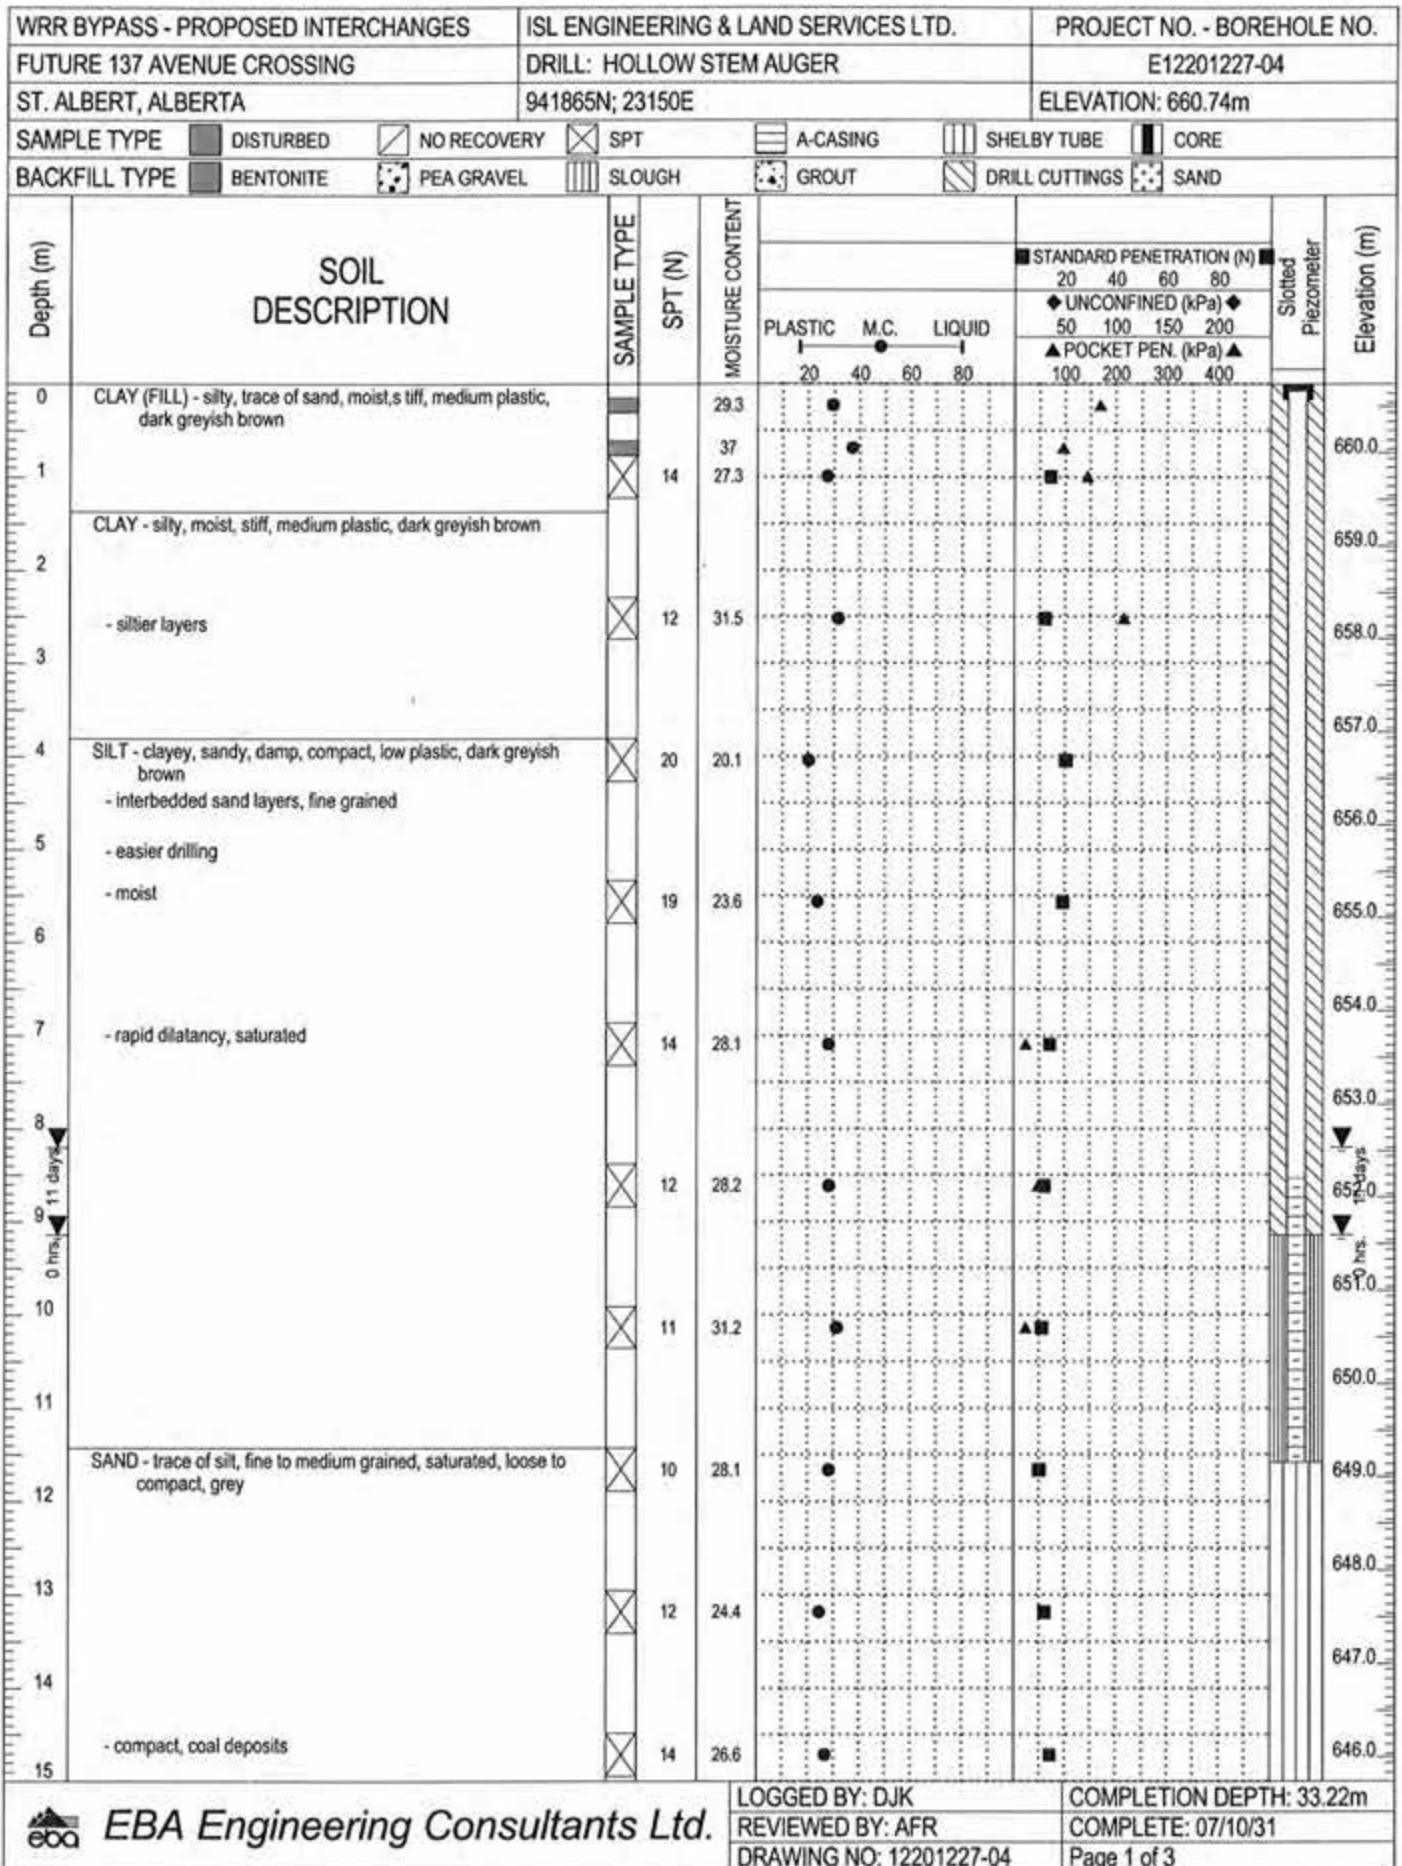 WRR BYPASS - PROPOSED INTERCHANGES ISL ENGINEERING & LAND SERVICES LTD. PROJECT NO. - BOREHOLE NO.
FUTURE 137 AVENUE CROSSING DRILL: HOLLOW STEM AUGER E12201227-04
ST. ALBERT, ALBERTA 941865N; 23150E ELEVATION: 660.74m
SAMPLE TYPE DISTURBED NO RECOVERY SPT A-CASING SHELBY TUBE CORE
BACKFILL TYPE BENTONITE PEA GRAVEL SLOUGH GROUT DRILL CUTTINGS SAND
Depth (m)
SOIL
DESCRIPTION
SAMPLE TYPE
SPT (N)
MOISTURE CONTENT
PLASTIC M.C. LIQUID
20 40 60 80
STANDARD PENETRATION (N)
20 40 60 80
UNCONFINED (kPa)
50 100 150 200
POCKET PEN. (kPa)
100 200 300 400
Slotted
Piezometer
Elevation (m)
0 CLAY (FILL) - silty, trace of sand, moist,s tiff, medium plastic,
dark greyish brown
29.3
37 660.0
1 14 27.3
CLAY - silty, moist, stiff, medium plastic, dark greyish brown
659.0
2
- siltier layers 12 31.5
658.0
3
657.0
4 SILT - clayey, sandy, damp, compact, low plastic, dark greyish
brown
20 20.1
- interbedded sand layers, fine grained
656.0
5 - easier drilling
- moist 19 23.6
655.0
6
654.0
7 - rapid dilatancy, saturated 14 28.1
653.0
8
11 days 11 days
12 28.2
652.0
9
0 hrs. 0 hrs.
651.0
10
11 31.2
650.0
11
SAND - trace of silt, fine to medium grained, saturated, loose to
compact, grey
10 28.1
649.0
12
648.0
13
12 24.4
647.0
14
- compact, coal deposits 14 26.6
646.0
15
eba EBA Engineering Consultants Ltd.
LOGGED BY: DJK COMPLETION DEPTH: 33.22m
REVIEWED BY: AFR COMPLETE: 07/10/31
DRAWING NO: 12201227-04 Page 1 of 3